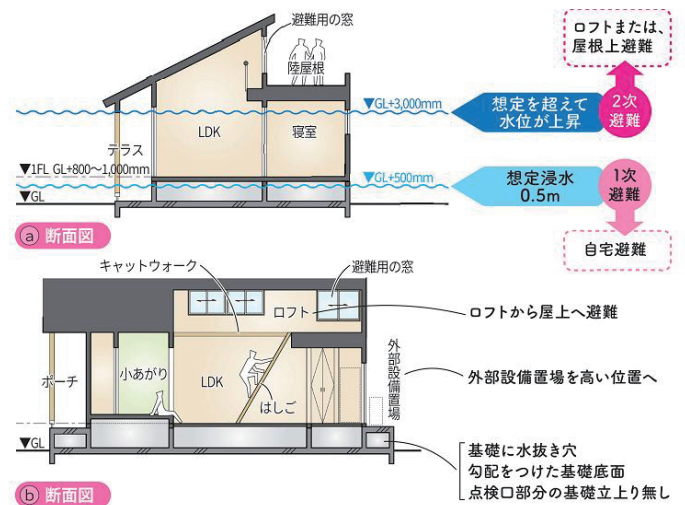 避難用の窓
陸屋根
ロフトまたは、
屋根上避難
▼GL+3,000mm
想定を超えて
水位が上昇
2次
避難
LDK
寝室
テラス
▼1FL GL+800〜1,000mm
▼GL+500mm
想定浸水
0.5m
1次
避難
▼GL
ⓐ 断面図
自宅避難
キャットウォーク
避難用の窓
ロフト
ロフトから屋上へ避難
ポーチ
小あがり
LDK
はしご
外部設備置場
外部設備置場を高い位置へ
▼GL
基礎に水抜き穴
勾配をつけた基礎底面
点検口部分の基礎立上り無し
ⓑ 断面図